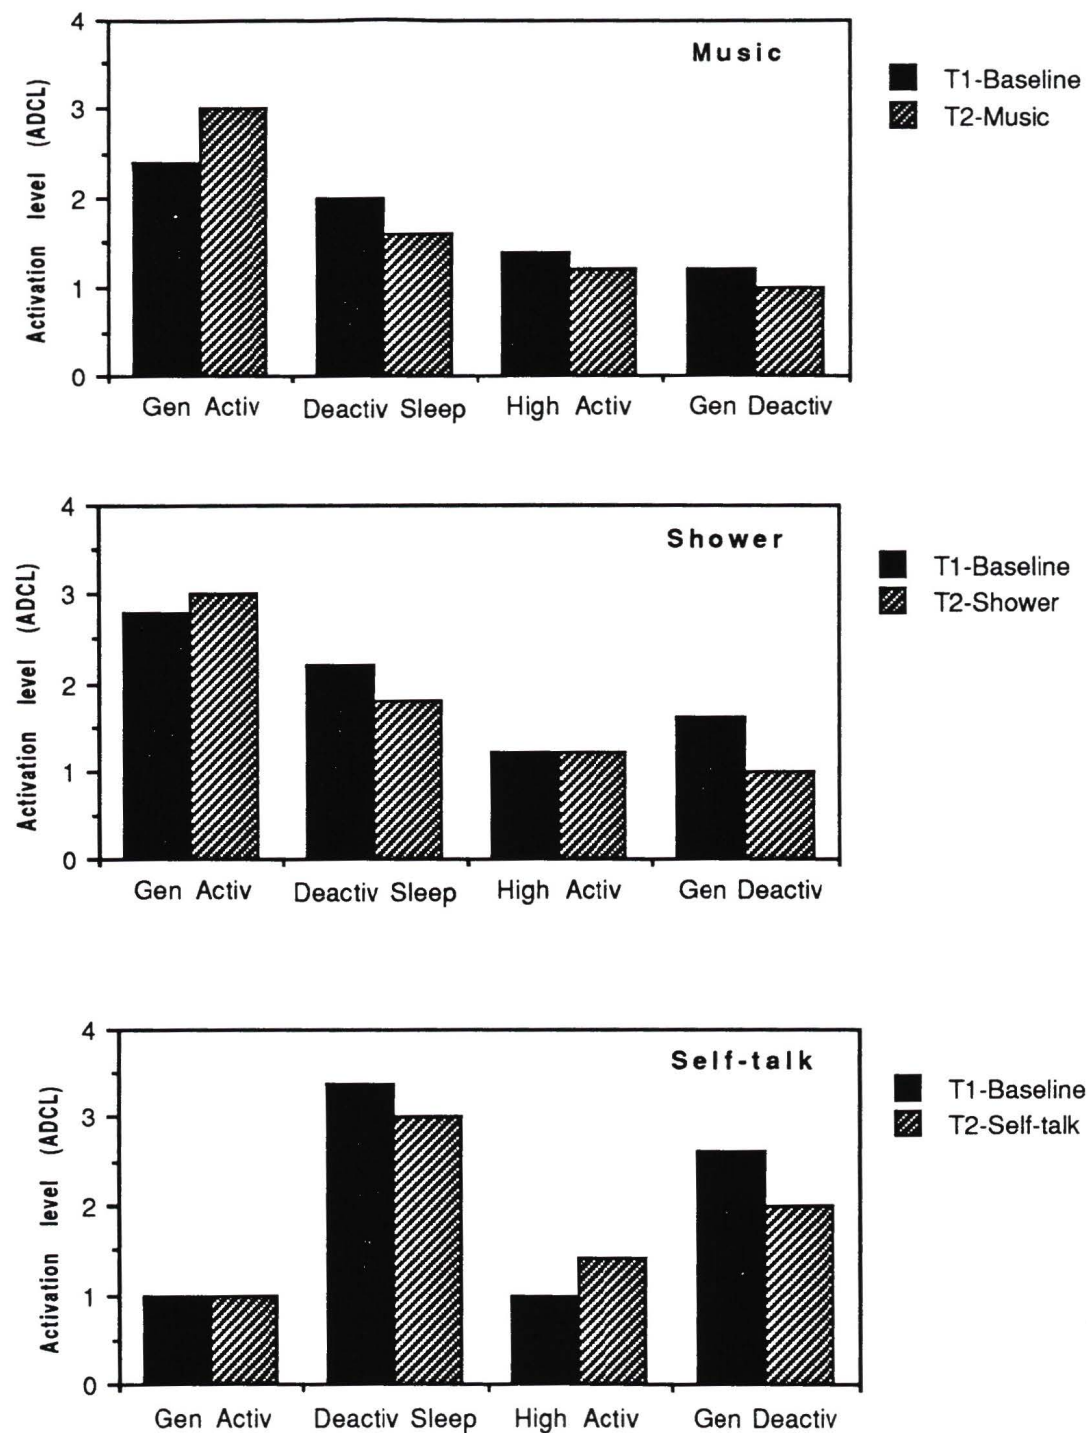 Music
T1-Baseline
T2-Music
Activation level (ADCL)
4
3
2
1
0
Gen Activ
Deactiv Sleep
High Activ
Gen Deactiv
Shower
T1-Baseline
T2-Shower
Activation level (ADCL)
4
3
2
1
0
Gen Activ
Deactiv Sleep
High Activ
Gen Deactiv
Self-talk
T1-Baseline
T2-Self-talk
Activation level (ADCL)
4
3
2
1
0
Gen Activ
Deactiv Sleep
High Activ
Gen Deactiv